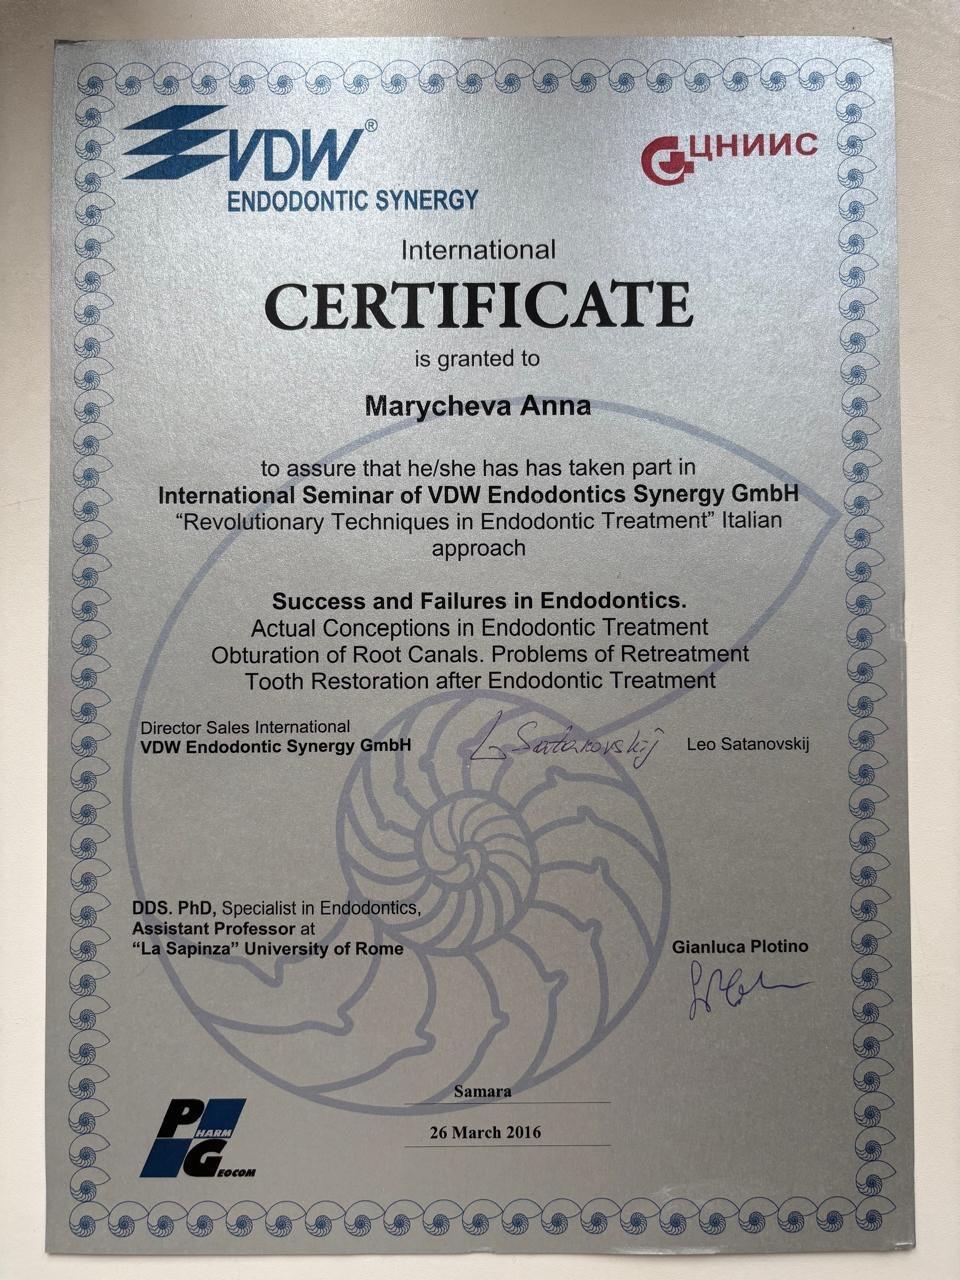 VDW®
ENDODONTIC SYNERGY
ЦНИИС
International
CERTIFICATE
is granted to
Marycheva Anna
to assure that he/she has has taken part in
International Seminar of VDW Endodontics Synergy GmbH
“Revolutionary Techniques in Endodontic Treatment” Italian
approach
Success and Failures in Endodontics.
Actual Conceptions in Endodontic Treatment
Obturation of Root Canals. Problems of Retreatment
Tooth Restoration after Endodontic Treatment
Director Sales International
VDW Endodontic Synergy GmbH
L Satanovskij
Leo Satanovskij
DDS. PhD, Specialist in Endodontics,
Assistant Professor at
“La Sapinza” University of Rome
Gianluca Plotino
Samara
26 March 2016
PHARM
GEOCOM